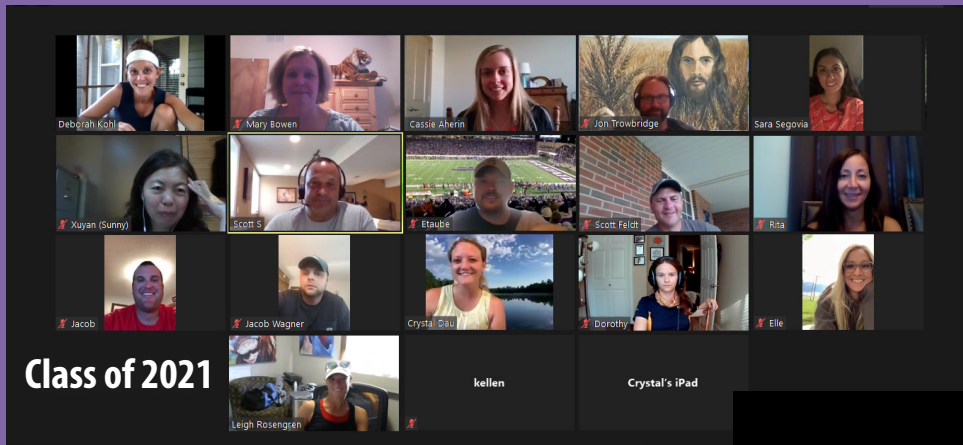 Deborah Kohl
Mary Bowen
Cassie Aherin
Jon Trowbridge
Sara Segovia
Xuyan (Sunny)
Scott S
Etaube
Scott Feldt
Rita
Jacob
Jacob Wagner
Crystal Dau
Dorothy
Elle
Class of 2021
Leigh Rosengren
kellen
Crystal's iPad